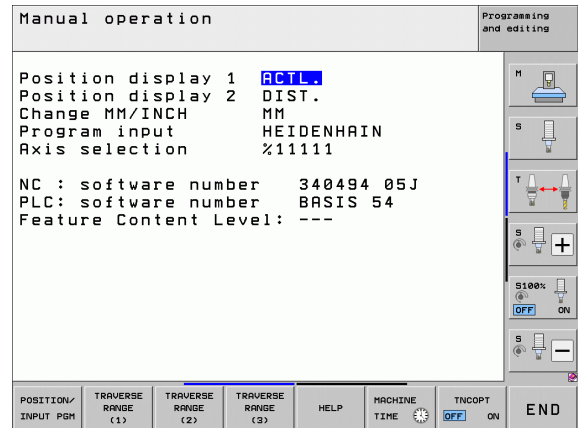 Manual operation
Programming and editing
Position display 1 ACTL.
Position display 2 DIST.
Change MM/INCH MM
Program input HEIDENHAIN
Axis selection %11111
NC : software number 340494 05J
PLC: software number BASIS 54
Feature Content Level: ---
M
S
T
S +
S100%
OFF ON
S -
POSITION/ INPUT PGM
TRAVERSE RANGE (1)
TRAVERSE RANGE (2)
TRAVERSE RANGE (3)
HELP
MACHINE TIME
TNCOPT OFF ON
END